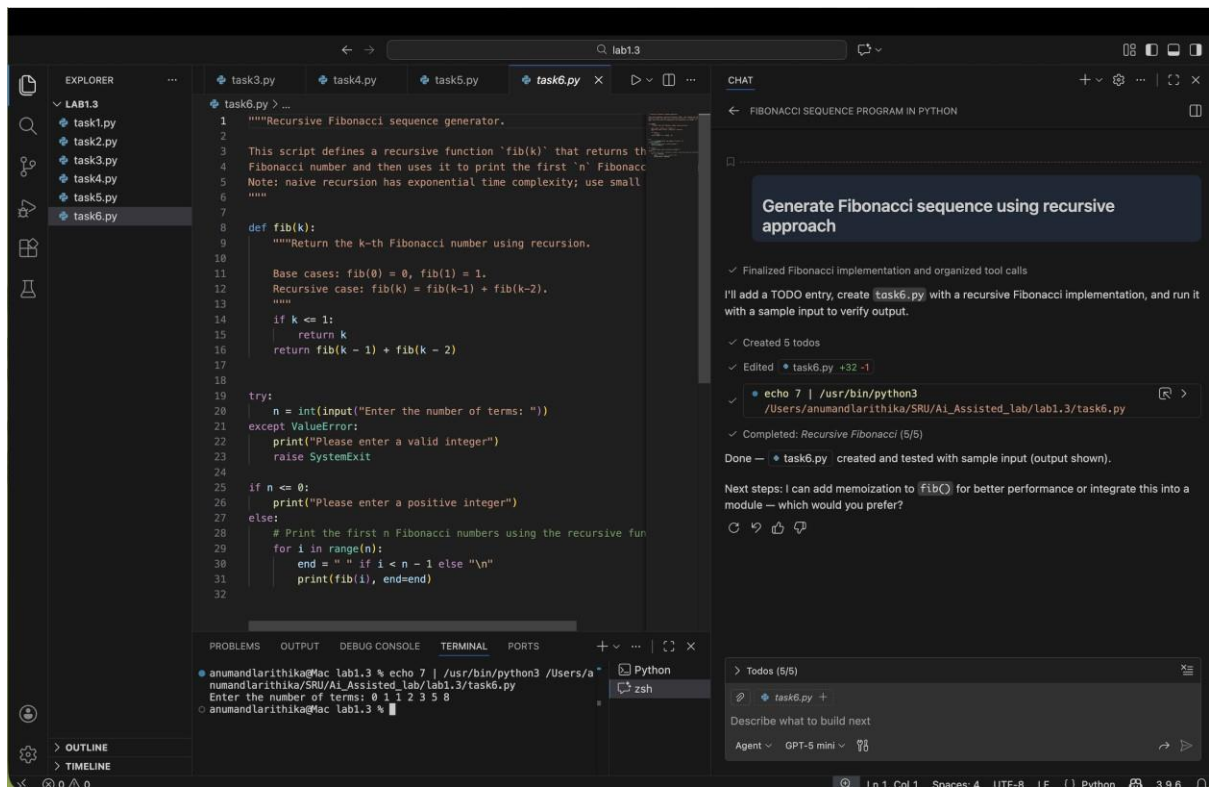 lab1.3
EXPLORER
LAB1.3
task1.py
task2.py
task3.py
task4.py
task5.py
task6.py
OUTLINE
TIMELINE
task3.py task4.py task5.py task6.py
task6.py > ...
1 """Recursive Fibonacci sequence generator.
2
3 This script defines a recursive function `fib(k)` that returns th
4 Fibonacci number and then uses it to print the first `n` Fibonacc
5 Note: naive recursion has exponential time complexity; use small
6 """
7
8 def fib(k):
9 """Return the k-th Fibonacci number using recursion.
10
11 Base cases: fib(0) = 0, fib(1) = 1.
12 Recursive case: fib(k) = fib(k-1) + fib(k-2).
13 """
14 if k <= 1:
15 return k
16 return fib(k - 1) + fib(k - 2)
17
18
19 try:
20 n = int(input("Enter the number of terms: "))
21 except ValueError:
22 print("Please enter a valid integer")
23 raise SystemExit
24
25 if n <= 0:
26 print("Please enter a positive integer")
27 else:
28 # Print the first n Fibonacci numbers using the recursive fun
29 for i in range(n):
30 end = " " if i < n - 1 else "\n"
31 print(fib(i), end=end)
32
PROBLEMS OUTPUT DEBUG CONSOLE TERMINAL PORTS
anumandlarithika@Mac lab1.3 % echo 7 | /usr/bin/python3 /Users/a
numandlarithika/SRU/Ai_Assisted_lab/lab1.3/task6.py
Enter the number of terms: 0 1 1 2 3 5 8
anumandlarithika@Mac lab1.3 %
Python
zsh
CHAT
FIBONACCI SEQUENCE PROGRAM IN PYTHON
Generate Fibonacci sequence using recursive
approach
Finalized Fibonacci implementation and organized tool calls
I'll add a TODO entry, create task6.py with a recursive Fibonacci implementation, and run it
with a sample input to verify output.
Created 5 todos
Edited task6.py +32 -1
echo 7 | /usr/bin/python3
/Users/anumandlarithika/SRU/Ai_Assisted_lab/lab1.3/task6.py
Completed: Recursive Fibonacci (5/5)
Done — task6.py created and tested with sample input (output shown).
Next steps: I can add memoization to fib() for better performance or integrate this into a
module — which would you prefer?
Todos (5/5)
task6.py
Describe what to build next
Agent GPT-5 mini
0 0 Ln 1, Col 1 Spaces: 4 UTF-8 LF { } Python 3.9.6